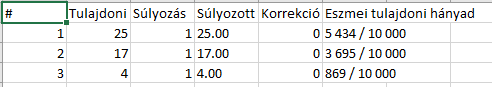 # Tulajdoni Súlyozás Súlyozott Korrekció Eszmei tulajdoni hányad
1 25 1 25.00 0 5 434 / 10 000
2 17 1 17.00 0 3 695 / 10 000
3 4 1 4.00 0 869 / 10 000